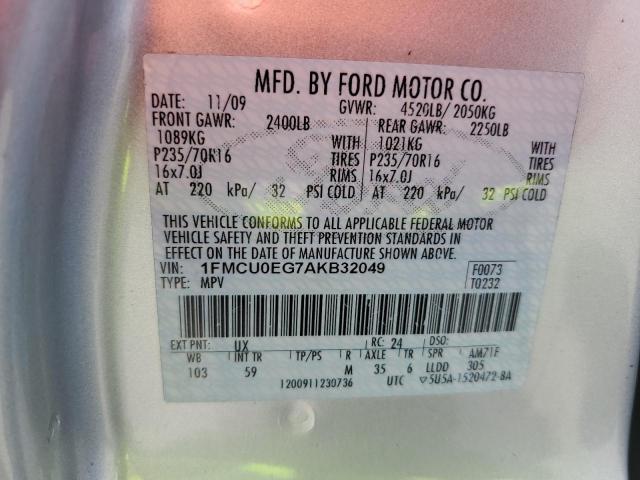 MFD. BY FORD MOTOR CO.
DATE: 11/09 GVWR: 4520LB/ 2050KG
FRONT GAWR: 2400LB REAR GAWR: 2250LB
1089KG WITH 1021KG WITH
P235/70R16 TIRES P235/70R16 TIRES
16x7.0J RIMS 16x7.0J RIMS
AT 220 kPa/ 32 PSI COLD AT 220 kPa/ 32 PSI COLD
THIS VEHICLE CONFORMS TO ALL APPLICABLE FEDERAL MOTOR
VEHICLE SAFETY AND THEFT PREVENTION STANDARDS IN
EFFECT ON THE DATE OF MANUFACTURE SHOWN ABOVE.
VIN: 1FMCU0EG7AKB32049 F0073
TYPE: MPV T0232
EXT PNT: UX RC: 24 DSO:
WB INT TR TP/PS R AXLE TR SPR AM71F
103 59 M 35 6 LLDD 305
1200911230736 UTC ▽5U5A-1520472-BA